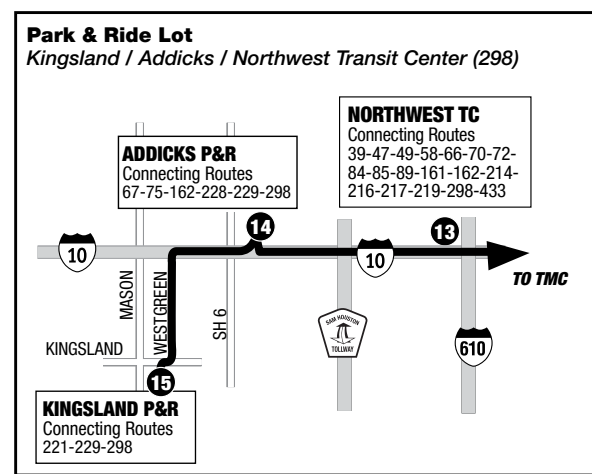 Park & Ride Lot
Kingsland / Addicks / Northwest Transit Center (298)
NORTHWEST TC
Connecting Routes
39-47-49-58-66-70-72-
84-85-89-161-162-214-
216-217-219-298-433
ADDICKS P&R
Connecting Routes
67-75-162-228-229-298
14
13
10
10
TO TMC
MASON
WESTGREEN
SH 6
SAM HOUSTON
TOLLWAY
610
KINGSLAND
15
KINGSLAND P&R
Connecting Routes
221-229-298